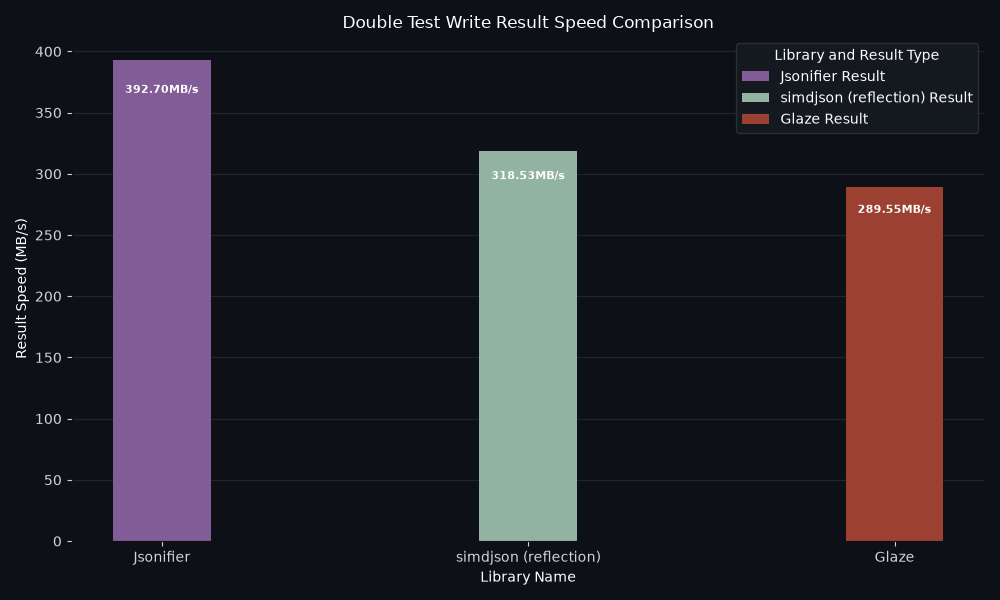 Double Test Write Result Speed Comparison
Library and Result Type
Jsonifier Result
simdjson (reflection) Result
Glaze Result
Result Speed (MB/s)
400
350
300
250
200
150
100
50
0
392.70MB/s
318.53MB/s
289.55MB/s
Jsonifier
simdjson (reflection)
Glaze
Library Name